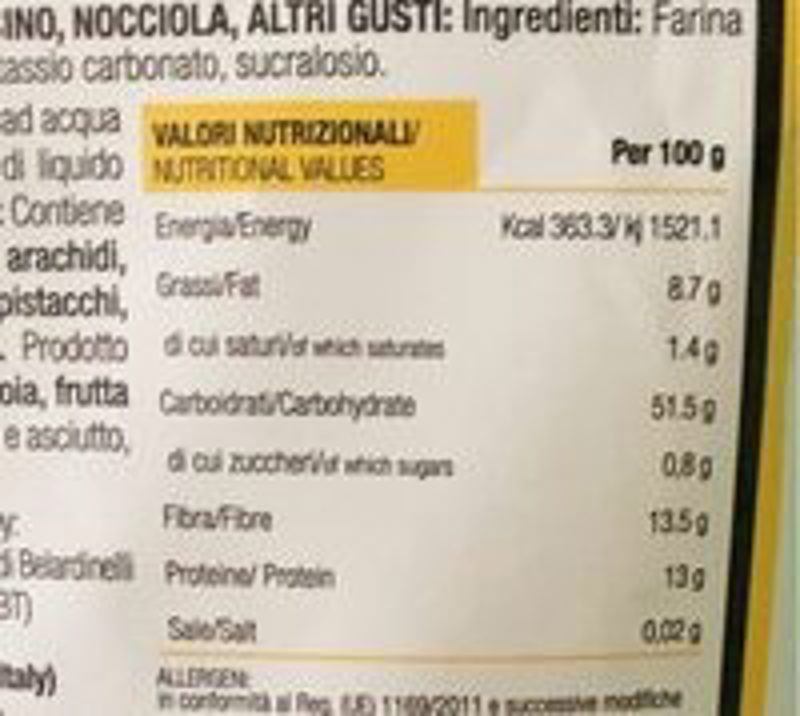 INO, NOCCIOLA, ALTRI GUSTI: Ingredienti: Farina
assio carbonato, sucralosio.
ad acqua
di liquido
: Contiene
arachidi,
pistacchi,
. Prodotto
oia, frutta
e asciutto,
y:
di Belardinelli
BT)
Italy)
VALORI NUTRIZIONALI/
NUTRITIONAL VALUES
Per 100 g
Energia/Energy Kcal 363.3/ kj 1521.1
Grassi/Fat 8.7 g
di cui saturi/of which saturates 1.4 g
Carboidrati/Carbohydrate 51.5 g
di cui zuccheri/of which sugars 0,8 g
Fibra/Fibre 13.5 g
Proteine/ Protein 13 g
Sale/Salt 0,02 g
ALLERGENI:
in conformità al Reg. (UE) 1169/2011 e successive modifiche